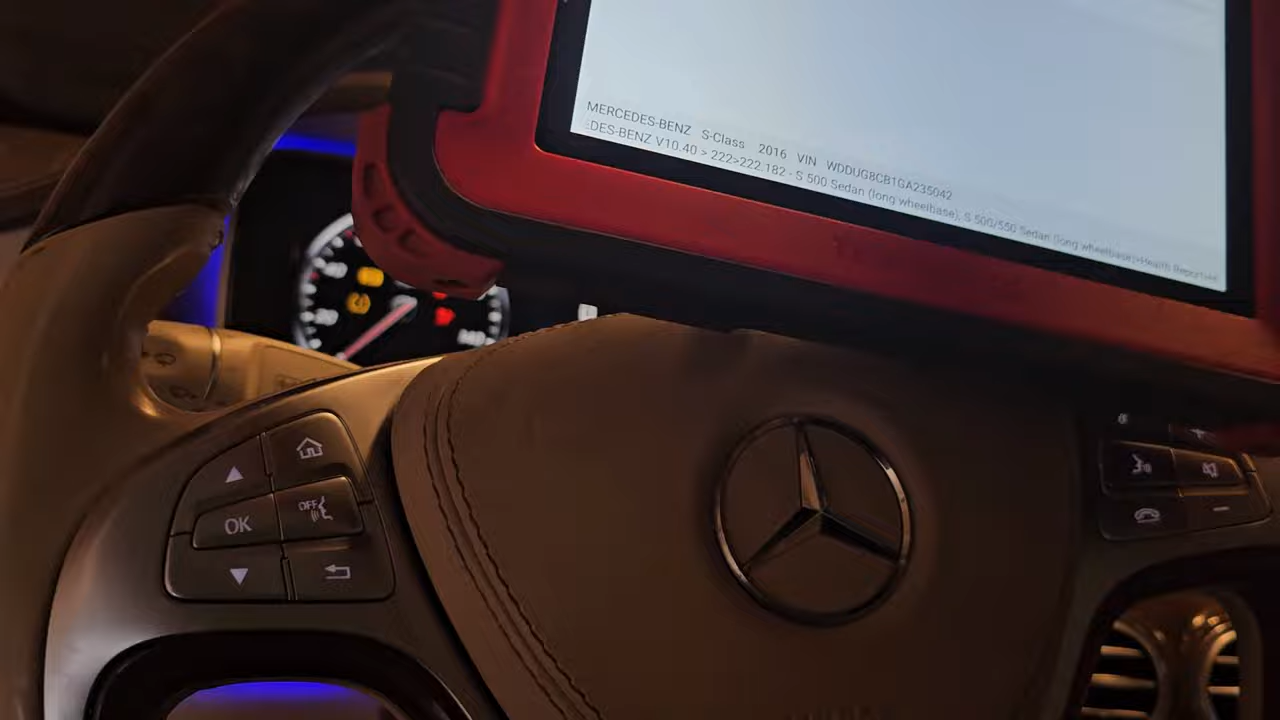 MERCEDES-BENZ S-Class 2016 VIN WDDUG8CB1GA235042
:DES-BENZ V10.40 > 222>222.182 - S 500 Sedan (long wheelbase), S 500/550 Sedan (long wheelbase)>Health Report>All
OK
OFF